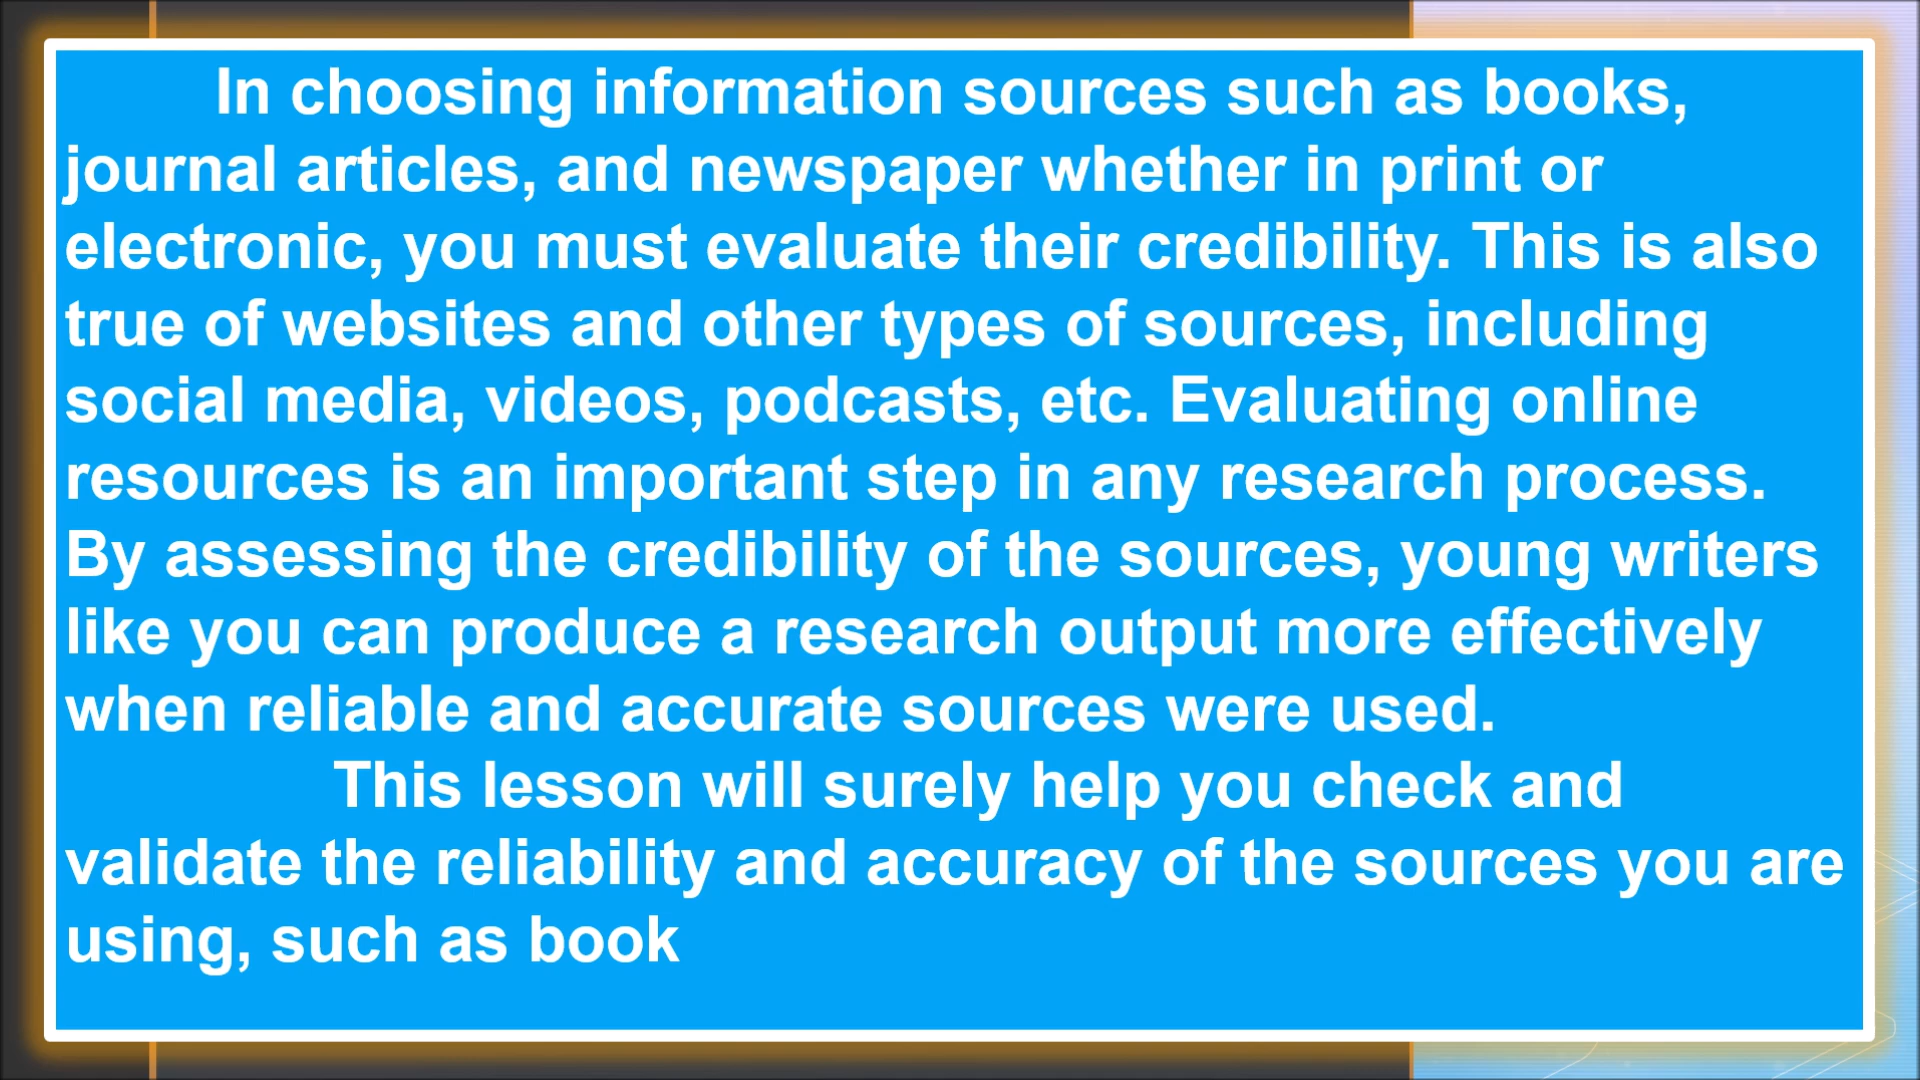 In choosing information sources such as books,
journal articles, and newspaper whether in print or
electronic, you must evaluate their credibility. This is also
true of websites and other types of sources, including
social media, videos, podcasts, etc. Evaluating online
resources is an important step in any research process.
By assessing the credibility of the sources, young writers
like you can produce a research output more effectively
when reliable and accurate sources were used.
This lesson will surely help you check and
validate the reliability and accuracy of the sources you are
using, such as book